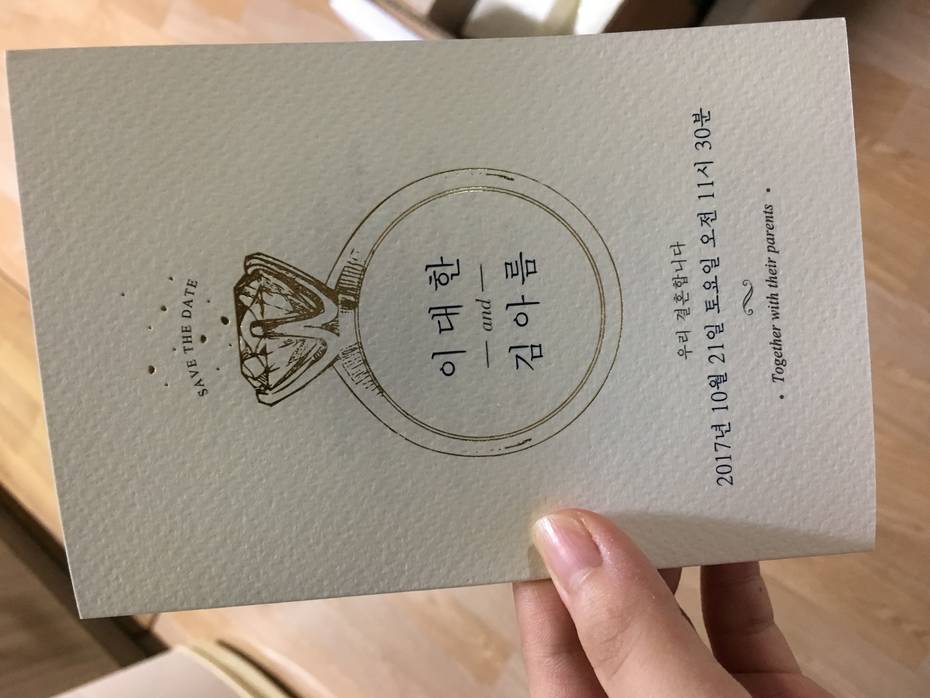 SAVE THE DATE
이대한
and
김아름
우리 결혼합니다
2017년 10월 21일 토요일 오전 11시 30분
• Together with their parents •